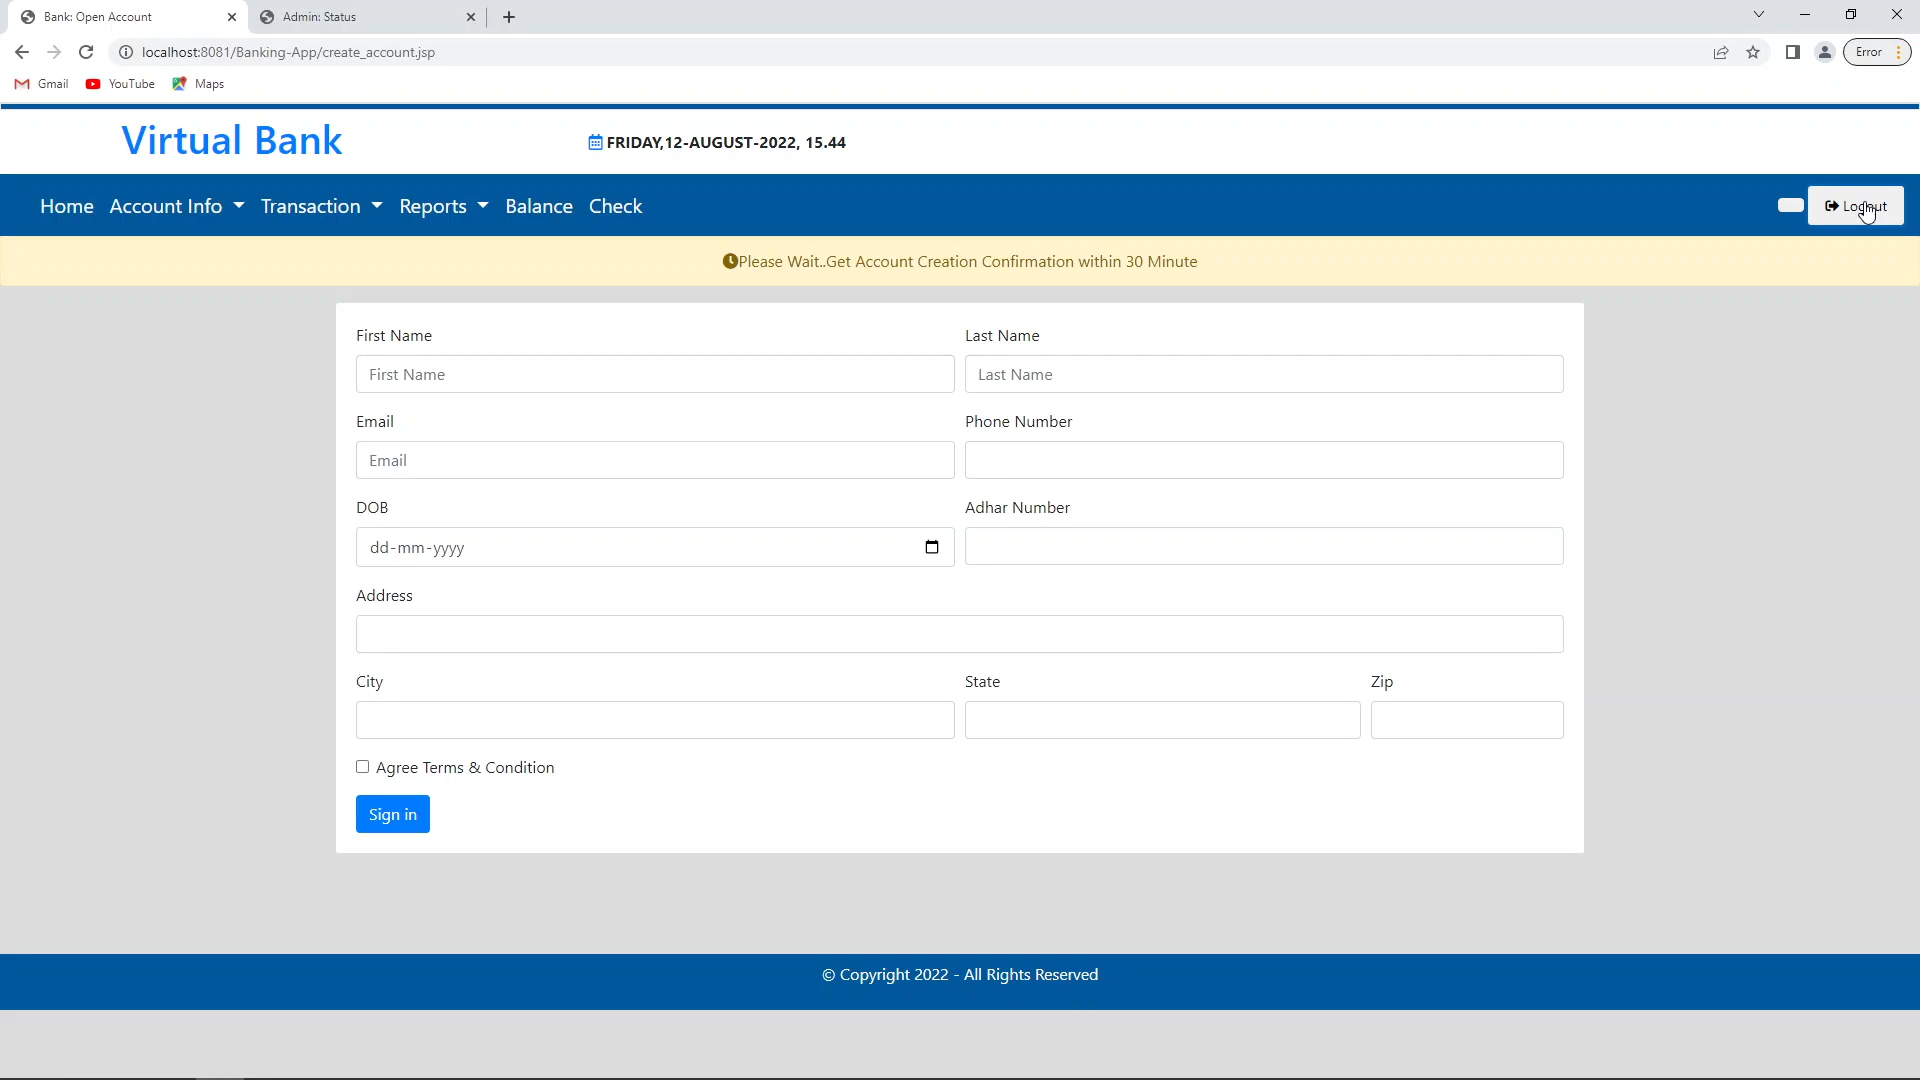 Bank: Open Account
Admin: Status
localhost:8081/Banking-App/create_account.jsp
Error
Gmail YouTube Maps
Virtual Bank
FRIDAY,12-AUGUST-2022, 15.44
Home Account Info Transaction Reports Balance Check
Logout
Please Wait..Get Account Creation Confirmation within 30 Minute
First Name Last Name
First Name Last Name
Email Phone Number
Email
DOB Adhar Number
dd-mm-yyyy
Address
City State Zip
Agree Terms & Condition
Sign in
© Copyright 2022 - All Rights Reserved